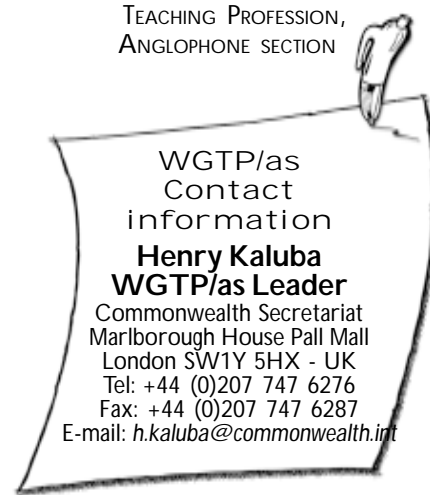 TEACHING PROFESSION,
ANGLOPHONE SECTION
WGTP/as
Contact
information
Henry Kaluba
WGTP/as Leader
Commonwealth Secretariat
Marlborough House Pall Mall
London SW1Y 5HX - UK
Tel: +44 (0)207 747 6276
Fax: +44 (0)207 747 6287
E-mail: h.kaluba@commonwealth.int